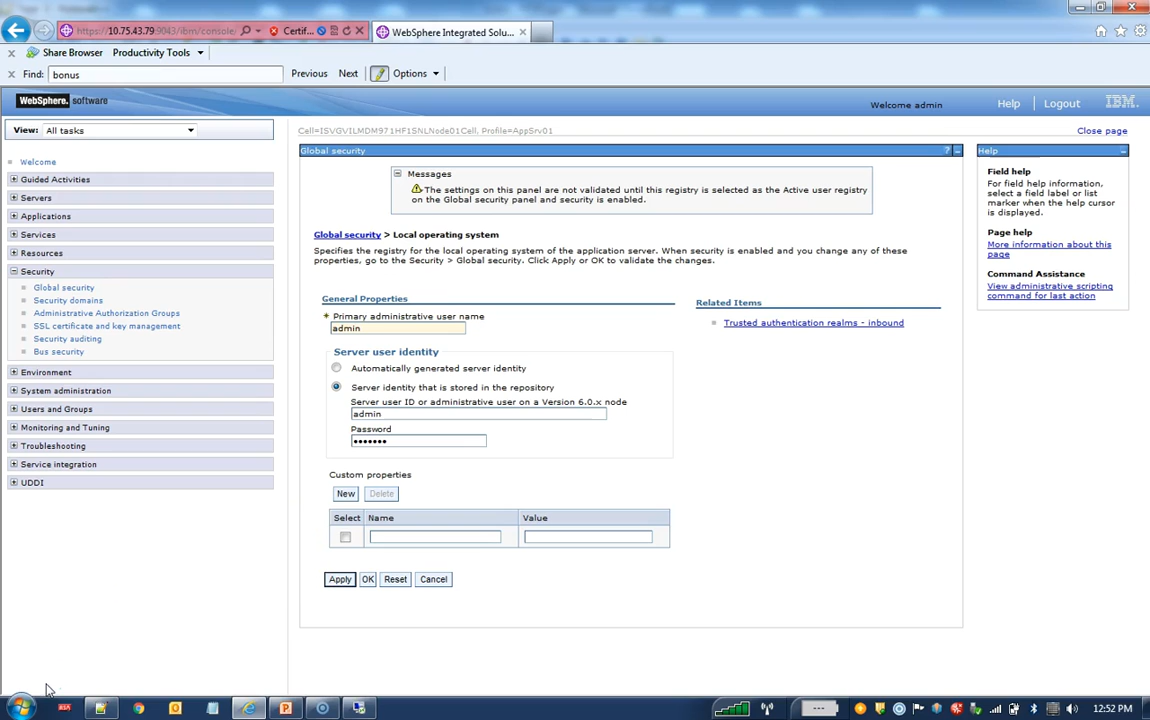 https://10.75.43.79:9043/ibm/console/
Certif...
WebSphere Integrated Solu...
Share Browser
Productivity Tools
Find:
bonus
Previous
Next
Options
WebSphere. software
Welcome admin
Help
Logout
IBM
View:
All tasks
Welcome
Guided Activities
Servers
Applications
Services
Resources
Security
Global security
Security domains
Administrative Authorization Groups
SSL certificate and key management
Security auditing
Bus security
Environment
System administration
Users and Groups
Monitoring and Tuning
Troubleshooting
Service integration
UDDI
Cell=ISVGVILMDM971HF1SNLNode01Cell, Profile=AppSrv01
Close page
Global security
?
Messages
The settings on this panel are not validated until this registry is selected as the Active user registry
on the Global security panel and security is enabled.
Global security > Local operating system
Specifies the registry for the local operating system of the application server. When security is enabled and you change any of these
properties, go to the Security > Global security. Click Apply or OK to validate the changes.
General Properties
Primary administrative user name
admin
Server user identity
Automatically generated server identity
Server identity that is stored in the repository
Server user ID or administrative user on a Version 6.0.x node
admin
Password
•••••••
Custom properties
New
Delete
Select
Name
Value
Apply
OK
Reset
Cancel
Related Items
Trusted authentication realms - inbound
Help
Field help
For field help information,
select a field label or list
marker when the help cursor
is displayed.
Page help
More information about this
page
Command Assistance
View administrative scripting
command for last action
12:52 PM